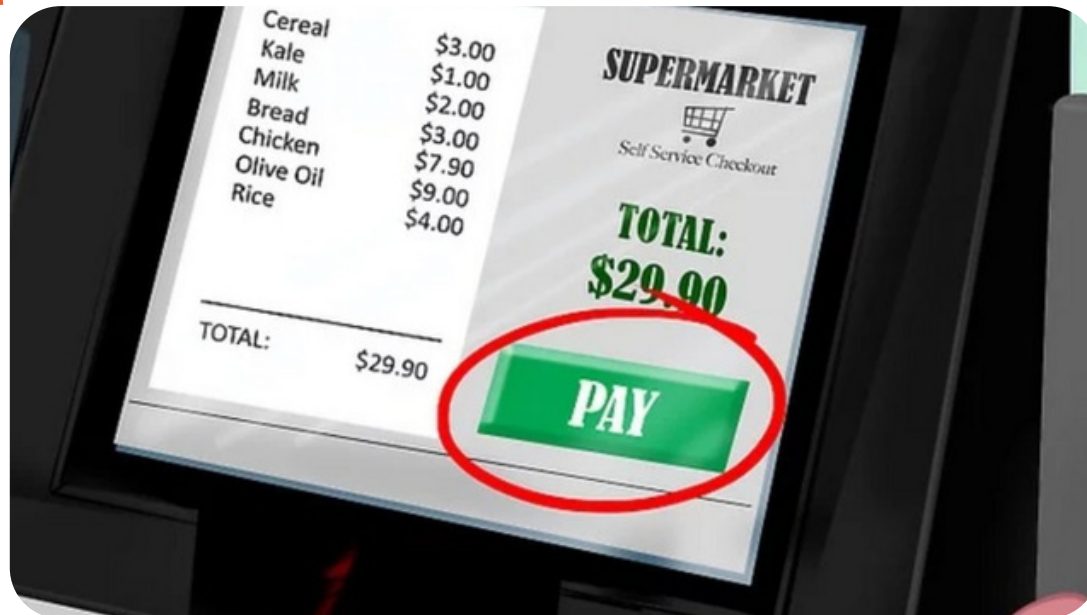 Cereal $3.00
Kale $1.00
Milk $2.00
Bread $3.00
Chicken $7.90
Olive Oil $9.00
Rice $4.00
TOTAL: $29.90
SUPERMARKET
Self Service Checkout
TOTAL:
$29.90
PAY